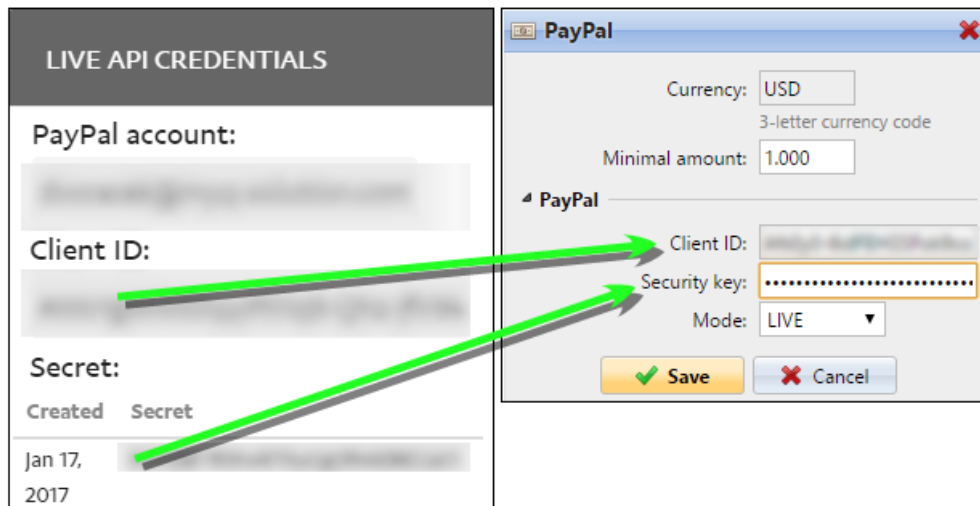 LIVE API CREDENTIALS
PayPal account:
Client ID:
Secret:
Created Secret
Jan 17,
2017
PayPal
Currency: USD
3-letter currency code
Minimal amount: 1.000
PayPal
Client ID:
Security key:
Mode: LIVE
Save Cancel